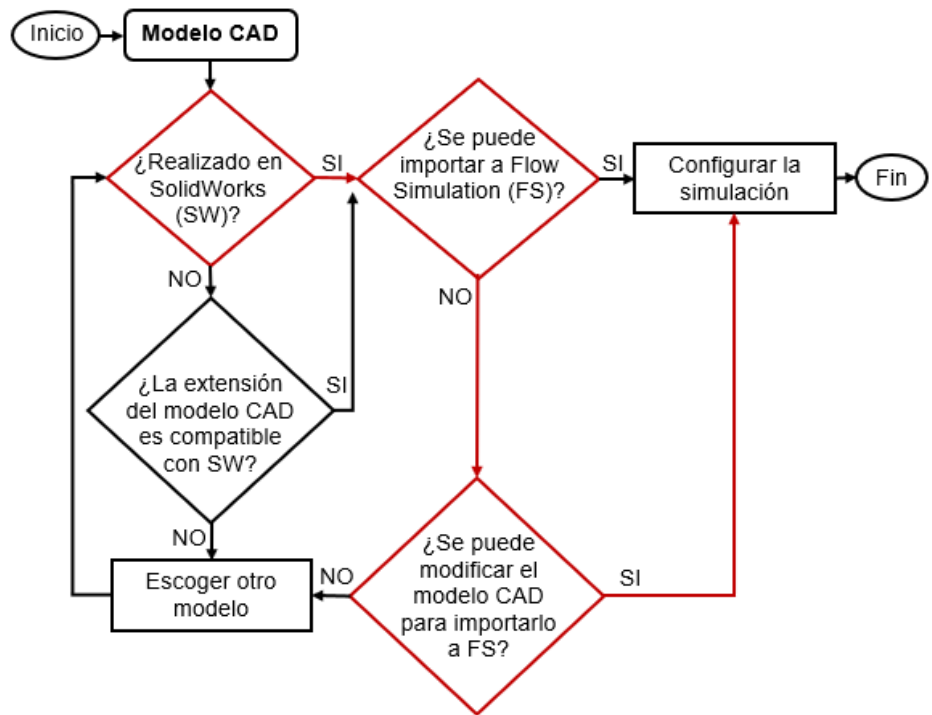 Inicio
Modelo CAD
¿Realizado en
SolidWorks
(SW)?
SI
¿Se puede
importar a Flow
Simulation (FS)?
SI
Configurar la
simulación
Fin
NO
NO
¿La extensión
del modelo CAD
es compatible
con SW?
SI
NO
Escoger otro
modelo
NO
¿Se puede
modificar el
modelo CAD
para importarlo
a FS?
SI